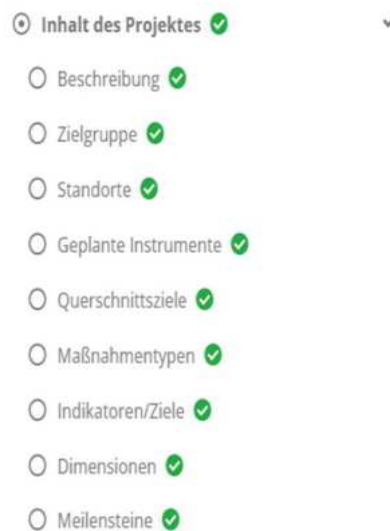 Inhalt des Projektes
Beschreibung
Zielgruppe
Standorte
Geplante Instrumente
Querschnittsziele
Maßnahmentypen
Indikatoren/Ziele
Dimensionen
Meilensteine